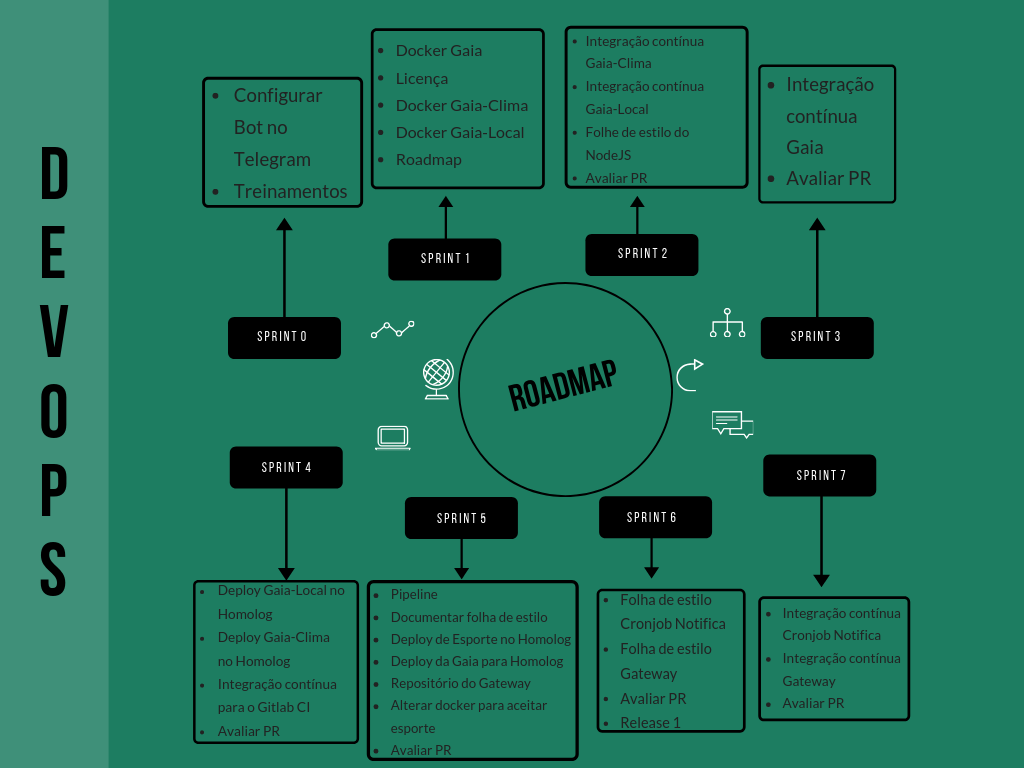 DEVOPS
• Configurar
Bot no
Telegram
• Treinamentos
• Docker Gaia
• Licença
• Docker Gaia-Clima
• Docker Gaia-Local
• Roadmap
• Integração contínua
Gaia-Clima
• Integração contínua
Gaia-Local
• Folhe de estilo do
NodeJS
• Avaliar PR
• Integração
contínua
Gaia
• Avaliar PR
SPRINT 0
SPRINT 1
SPRINT 2
SPRINT 3
ROADMAP
SPRINT 4
SPRINT 5
SPRINT 6
SPRINT 7
• Deploy Gaia-Local no
Homolog
• Deploy Gaia-Clima
no Homolog
• Integração contínua
para o Gitlab CI
• Avaliar PR
• Pipeline
• Documentar folha de estilo
• Deploy de Esporte no Homolog
• Deploy da Gaia para Homolog
• Repositório do Gateway
• Alterar docker para aceitar
esporte
• Avaliar PR
• Folha de estilo
Cronjob Notifica
• Folha de estilo
Gateway
• Avaliar PR
• Release 1
• Integração contínua
Cronjob Notifica
• Integração contínua
Gateway
• Avaliar PR